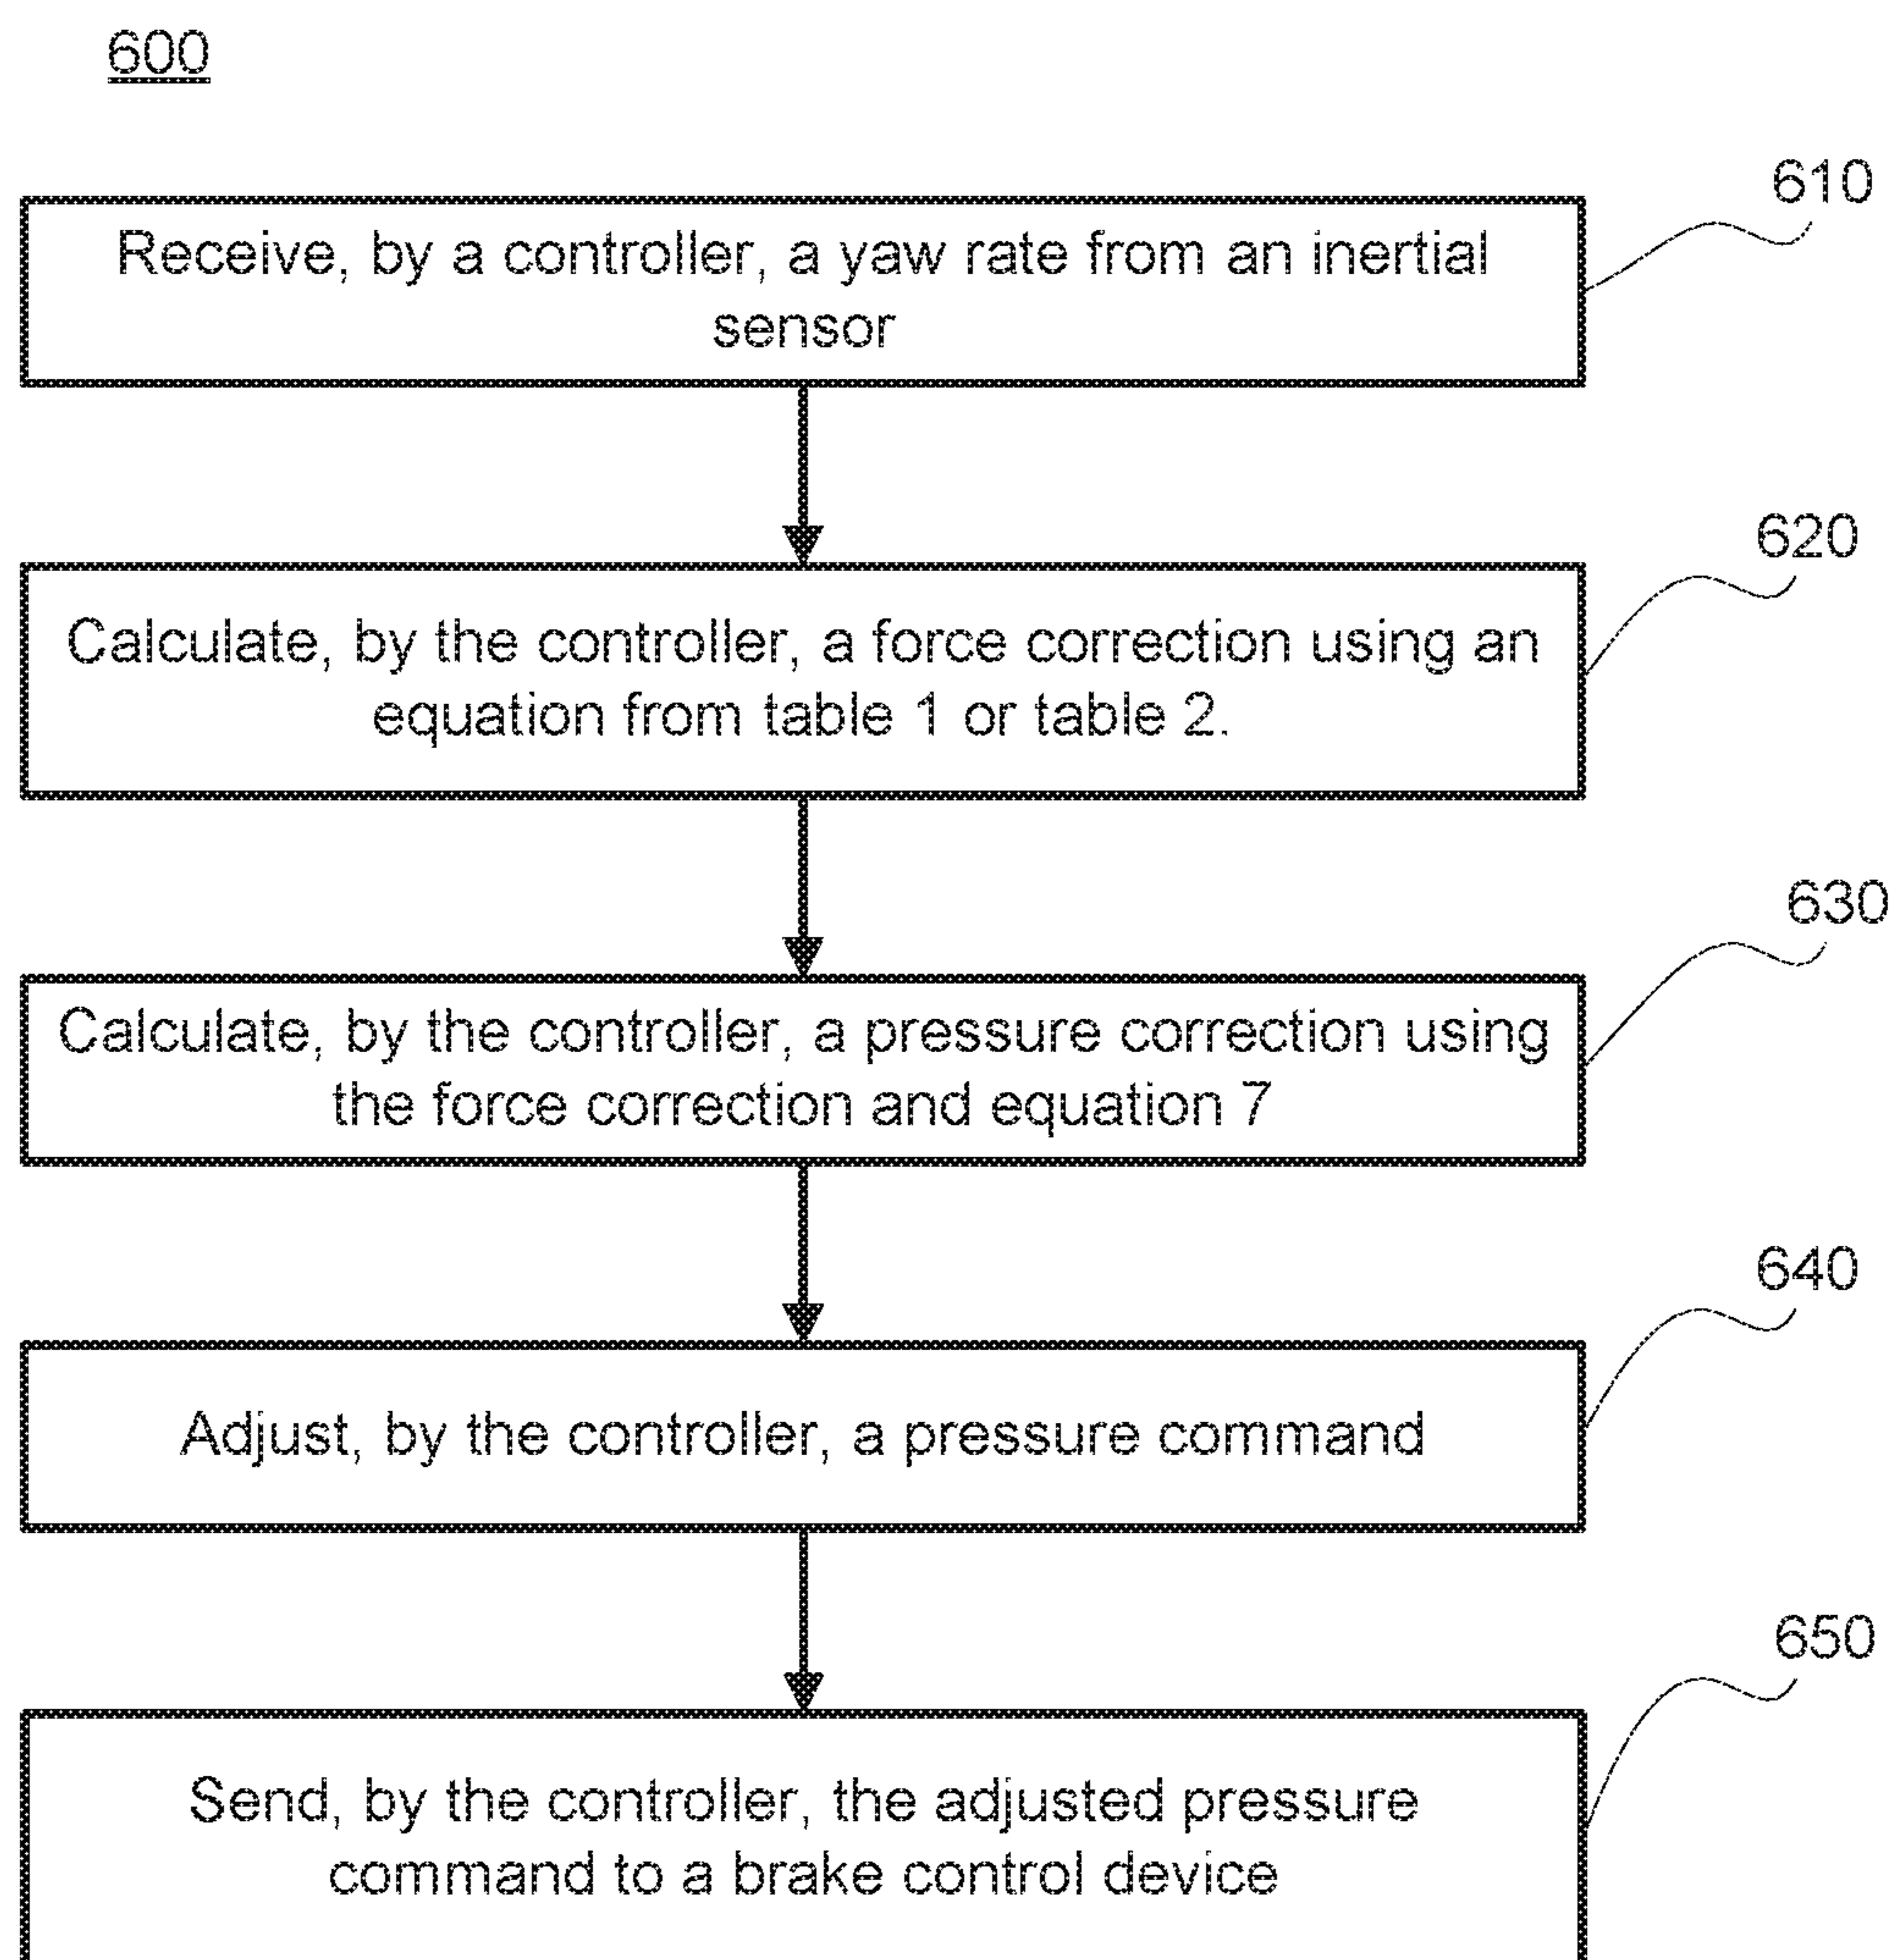 600
610
Receive, by a controller, a yaw rate from an inertial
sensor
620
Calculate, by the controller, a force correction using an
equation from table 1 or table 2.
630
Calculate, by the controller, a pressure correction using
the force correction and equation 7
640
Adjust, by the controller, a pressure command
650
Send, by the controller, the adjusted pressure
command to a brake control device